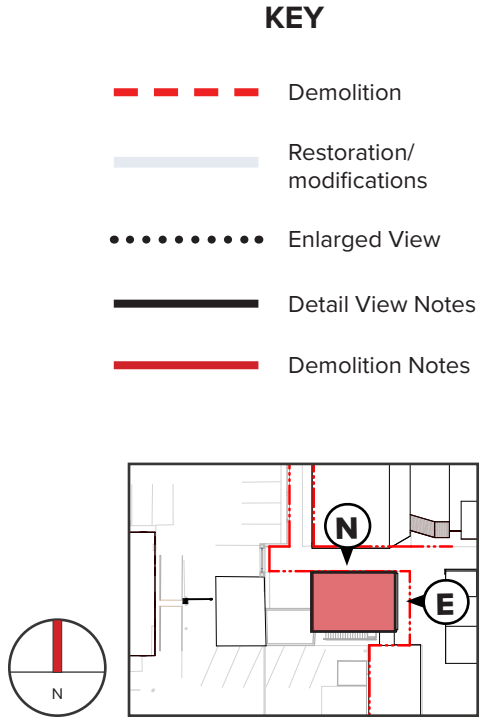 KEY
Demolition
Restoration/
modifications
Enlarged View
Detail View Notes
Demolition Notes
N
E
N